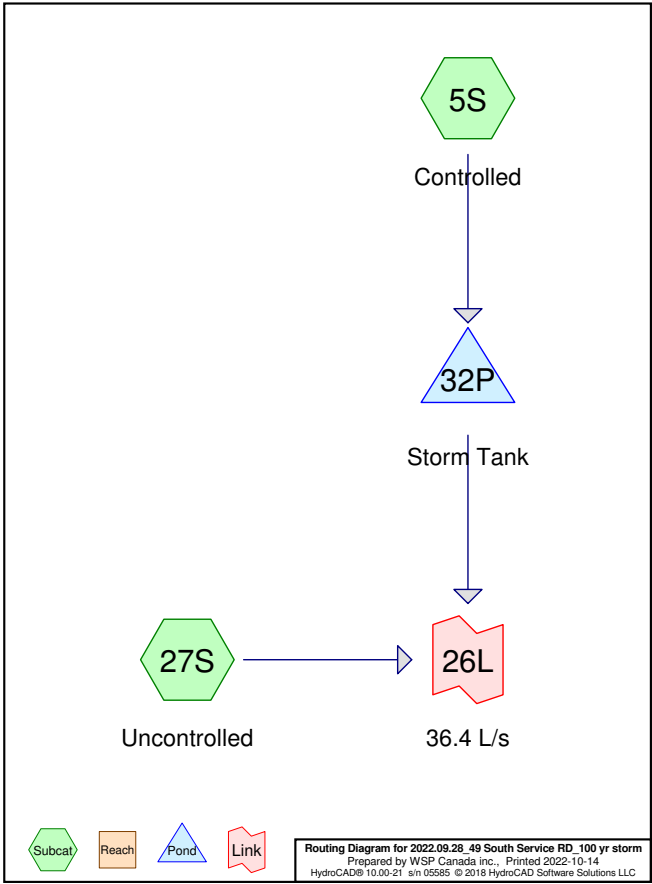 5S
Controlled
32P
Storm Tank
27S
26L
Uncontrolled
36.4 L/s
Subcat
Reach
Pond
Link
Routing Diagram for 2022.09.28_49 South Service RD_100 yr storm
Prepared by WSP Canada inc., Printed 2022-10-14
HydroCAD® 10.00-21 s/n 05585 © 2018 HydroCAD Software Solutions LLC